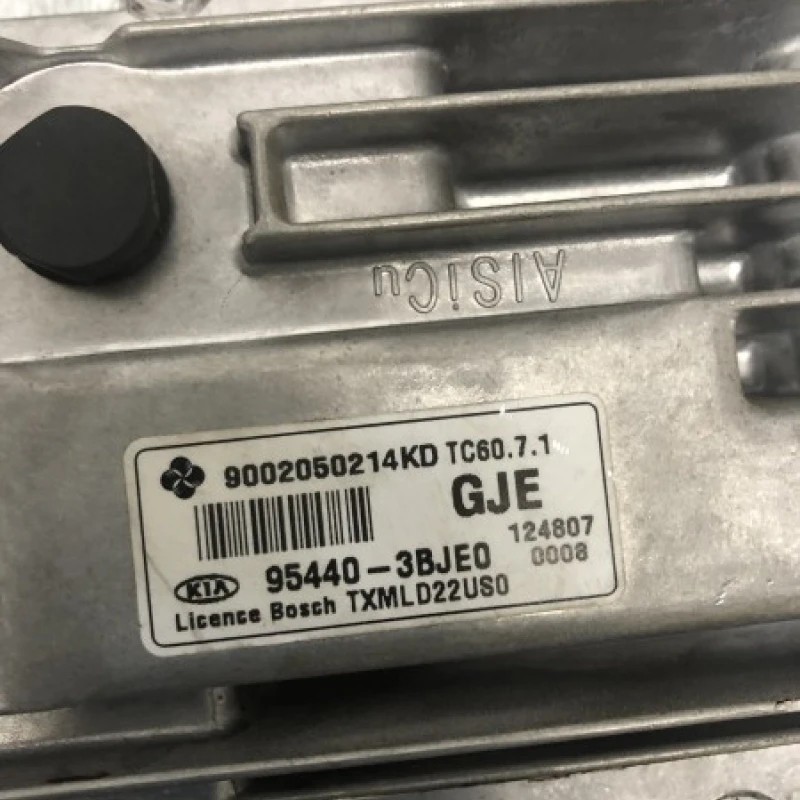 AlSiCu
9002050214KD TC60.7.1
GJE
124807
0008
KIA 95440-3BJE0
Licence Bosch TXMLD22US0